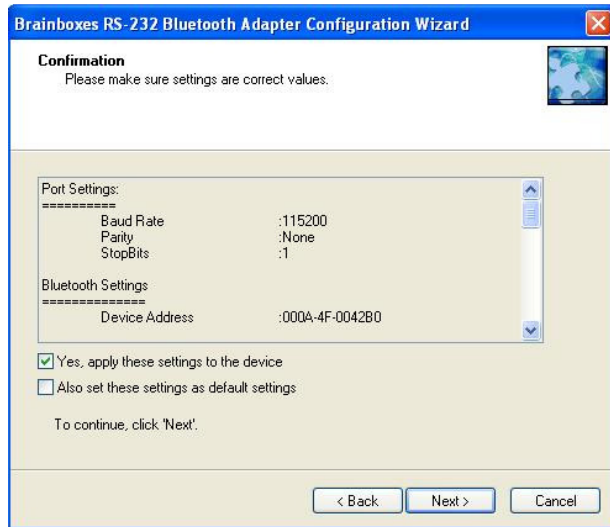 Brainboxes RS-232 Bluetooth Adapter Configuration Wizard
Confirmation
Please make sure settings are correct values.
Port Settings:
==========
Baud Rate :115200
Parity :None
StopBits :1
Bluetooth Settings
==============
Device Address :000A-4F-0042B0
Yes, apply these settings to the device
Also set these settings as default settings
To continue, click 'Next'.
< Back Next > Cancel